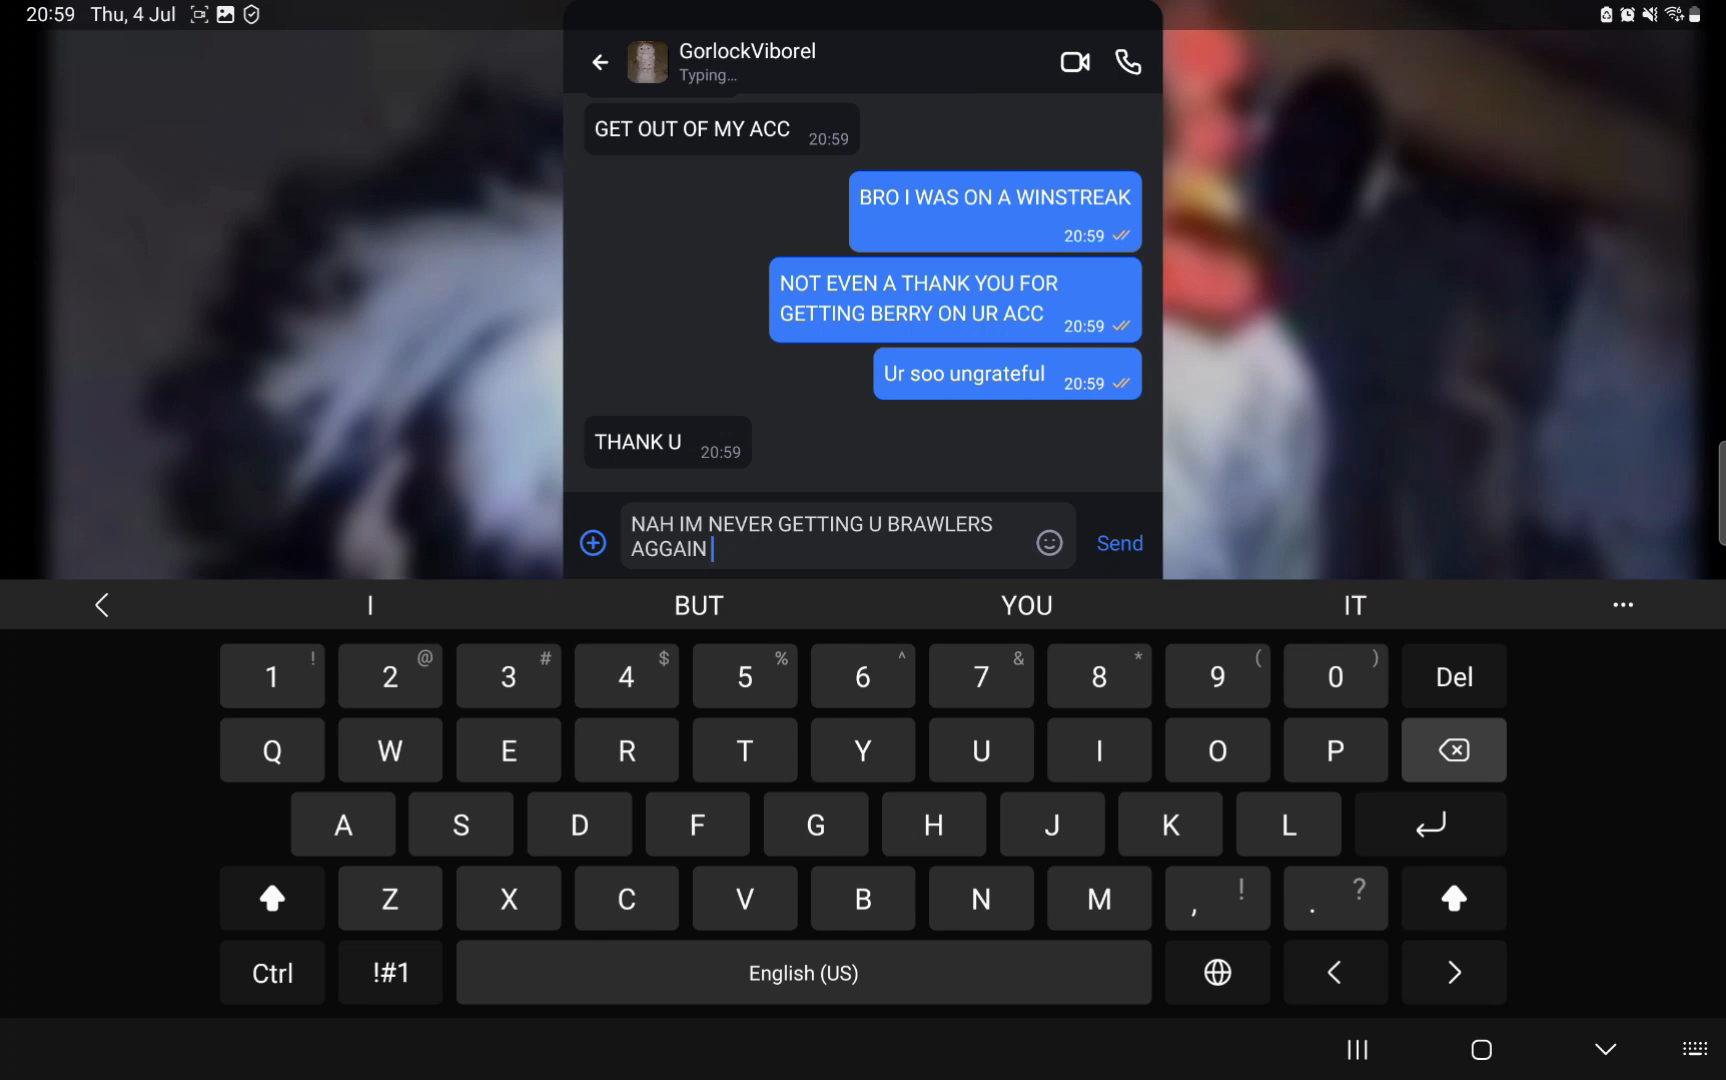 20:59 Thu, 4 Jul
GorlockViborel
Typing...
GET OUT OF MY ACC 20:59
BRO I WAS ON A WINSTREAK
20:59
NOT EVEN A THANK YOU FOR
GETTING BERRY ON UR ACC 20:59
Ur soo ungrateful 20:59
THANK U 20:59
NAH IM NEVER GETTING U BRAWLERS
AGGAIN
Send
I BUT YOU IT ...
1 ! 2 @ 3 # 4 $ 5 % 6 ^ 7 & 8 * 9 ( 0 ) Del
Q W E R T Y U I O P
A S D F G H J K L
Z X C V B N M , ! . ?
Ctrl !#1 English (US) < >